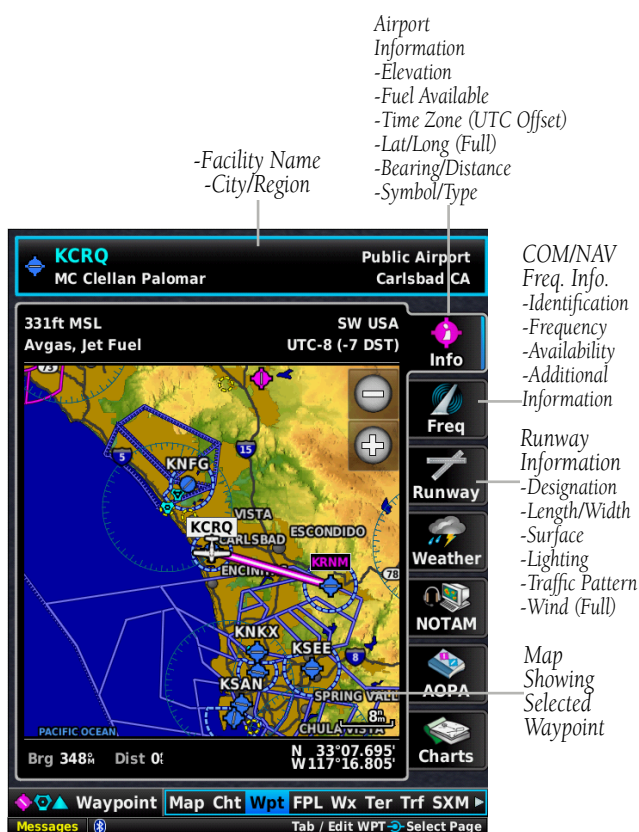 Airport
Information
-Elevation
-Fuel Available
-Time Zone (UTC Offset)
-Lat/Long (Full)
-Bearing/Distance
-Symbol/Type
-Facility Name
-City/Region
KCRQ
Public Airport
MC Clellan Palomar
Carlsbad CA
COM/NAV
Freq. Info.
-Identification
-Frequency
-Availability
-Additional
Information
331ft MSL
SW USA
Avgas, Jet Fuel
UTC-8 (-7 DST)
Info
Freq
Runway
Weather
NOTAM
AOPA
Charts
Runway
Information
-Designation
-Length/Width
-Surface
-Lighting
-Traffic Pattern
-Wind (Full)
Map
Showing
Selected
Waypoint
73
5
15
KNFG
VISTA
KCRQ
CARLSBAD
ESCONDIDO
ENCINIT
KRNM
78
KNKX
KSEE
8
KSAN
SPRING VALL
CHULA VISTA
PACIFIC OCEAN
Brg 348°M
N 33°07.695'
W117°16.805'
Waypoint
Map Cht Wpt FPL Wx Ter Trf SXM
Messages
Tab / Edit WPT
Select Page